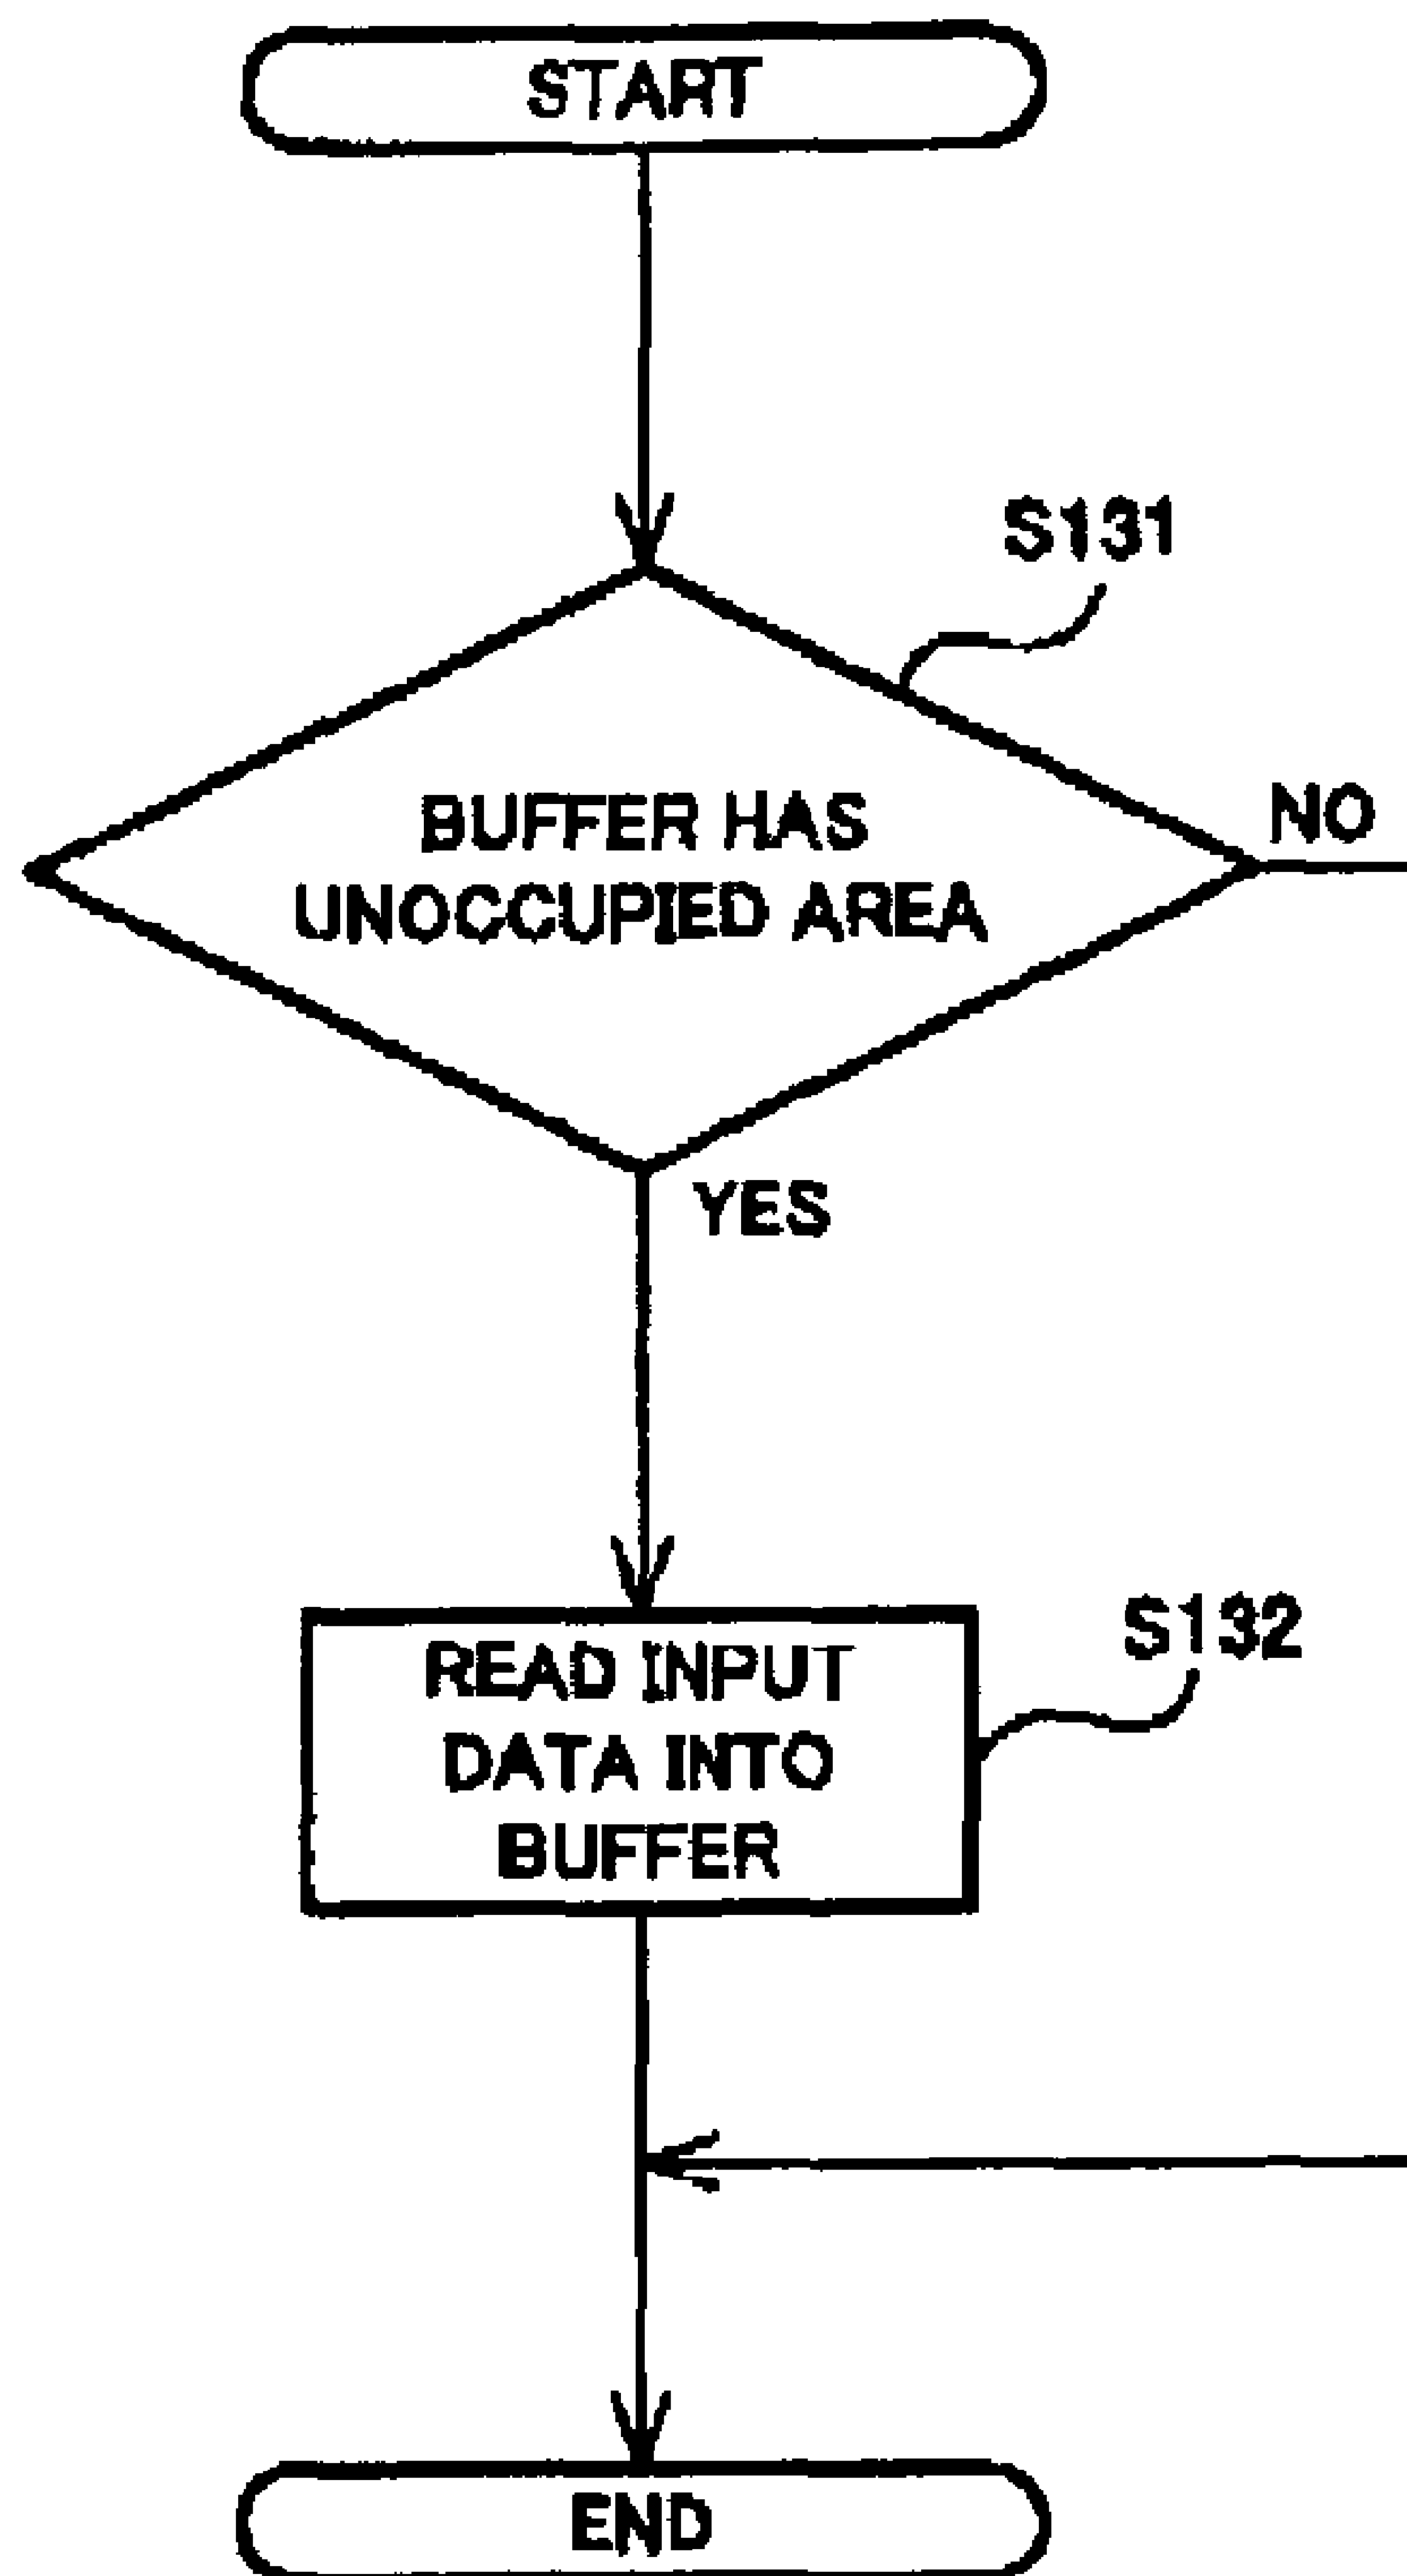 START
S131
BUFFER HAS
UNOCCUPIED AREA
NO
YES
S132
READ INPUT
DATA INTO
BUFFER
END